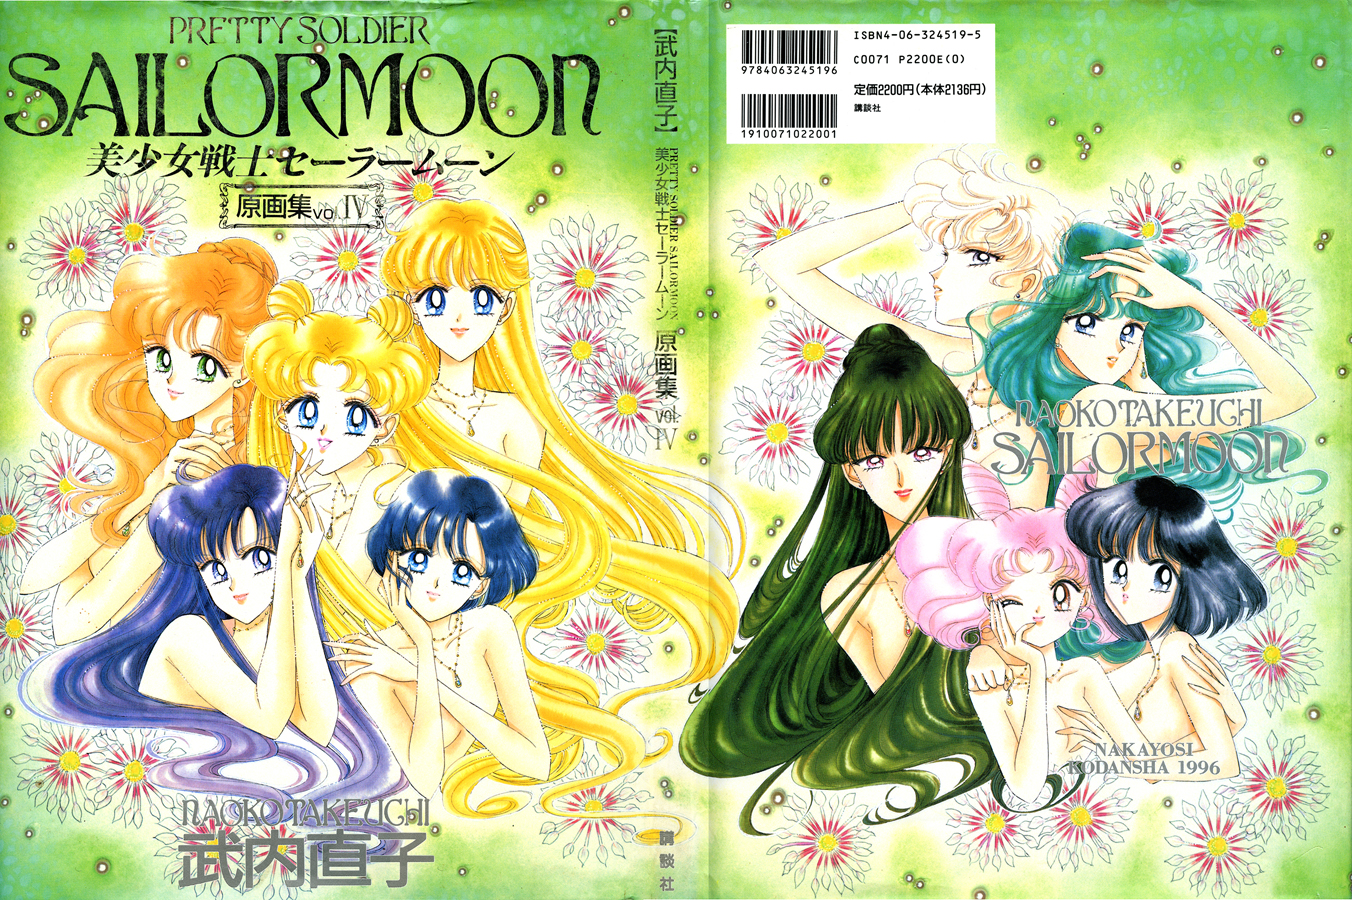 PRETTY SOLDIER
SAILORMOON
美少女戦士セーラームーン
原画集 vol. IV
NAOKO TAKEUCHI
武内直子
【武内直子】
PRETTY SOLDIER SAILORMOON
美少女戦士セーラームーン
原画集 vol. IV
講談社
9784063245196
1910071022001
ISBN4-06-324519-5
C0071 P2200E(0)
定価2200円(本体2136円)
講談社
NAOKO TAKEUCHI
SAILORMOON
NAKAYOSI
KODANSHA 1996